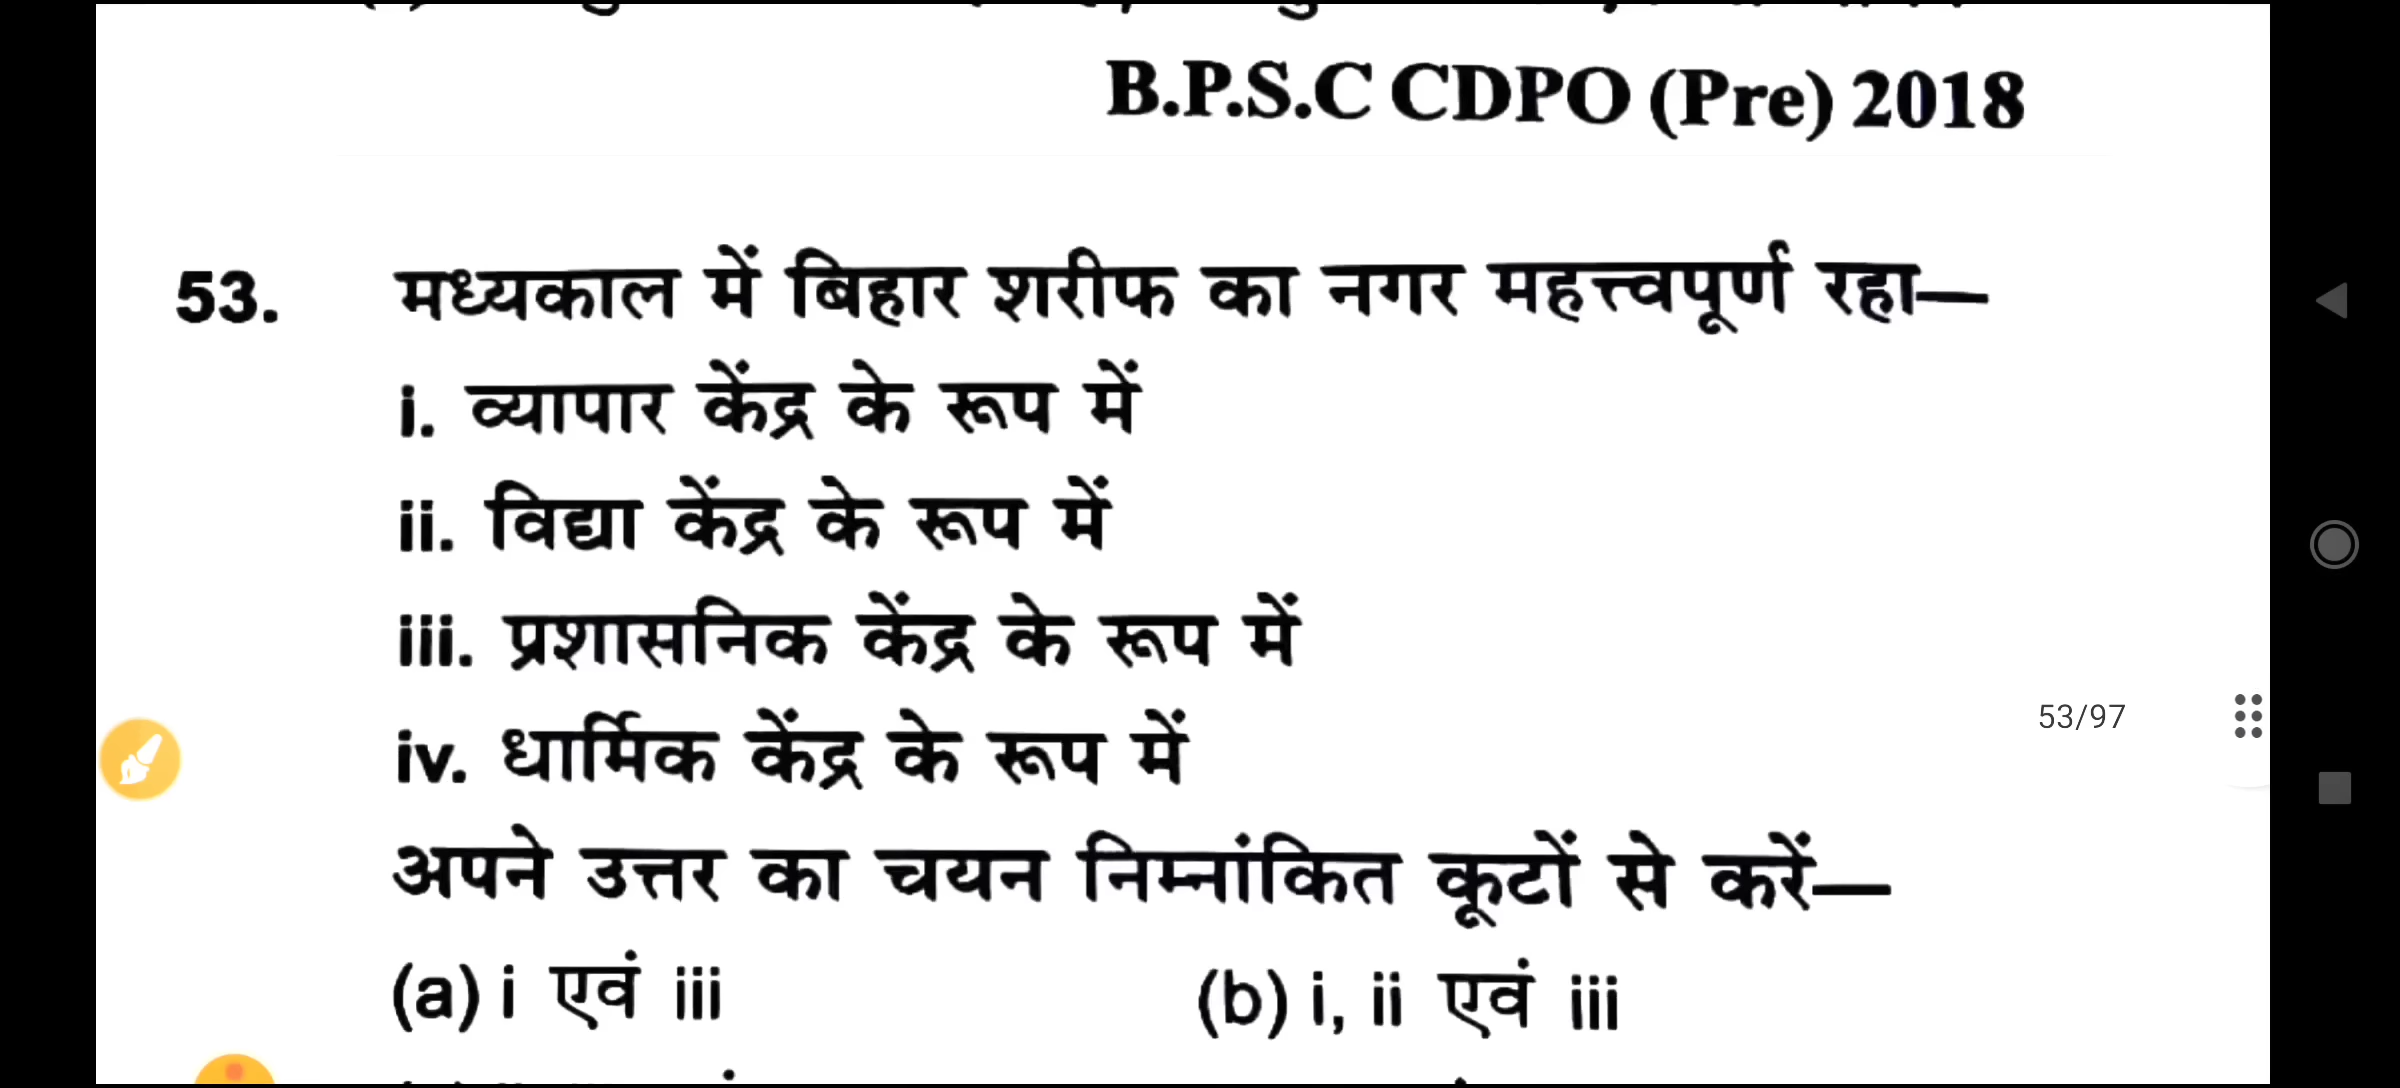 B.P.S.C CDPO (Pre) 2018
53. मध्यकाल में बिहार शरीफ का नगर महत्त्वपूर्ण रहा—
i. व्यापार केंद्र के रूप में
ii. विद्या केंद्र के रूप में
iii. प्रशासनिक केंद्र के रूप में
iv. धार्मिक केंद्र के रूप में
53/97
अपने उत्तर का चयन निम्नांकित कूटों से करें—
(a) i एवं iii (b) i, ii एवं iii